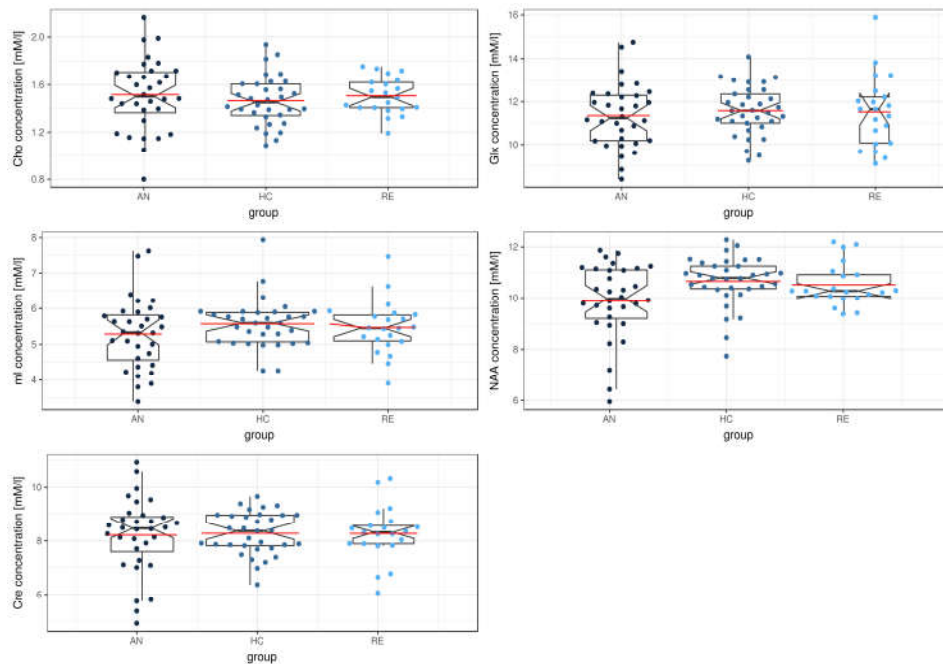 Cho concentration [mM/l]
2.0
1.6
1.2
0.8
AN HC RE
group
Glx concentration [mM/l]
16
14
12
10
AN HC RE
group
mI concentration [mM/l]
8
7
6
5
4
AN HC RE
group
NAA concentration [mM/l]
12
10
8
6
AN HC RE
group
Cre concentration [mM/l]
10
8
6
AN HC RE
group